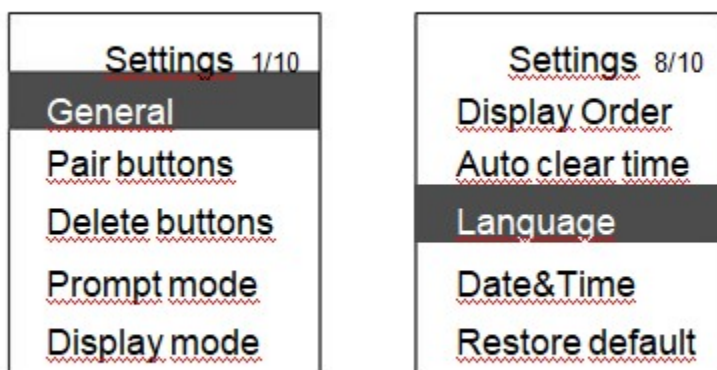 Settings 1/10
General
Pair buttons
Delete buttons
Prompt mode
Display mode
Settings 8/10
Display Order
Auto clear time
Language
Date&Time
Restore default